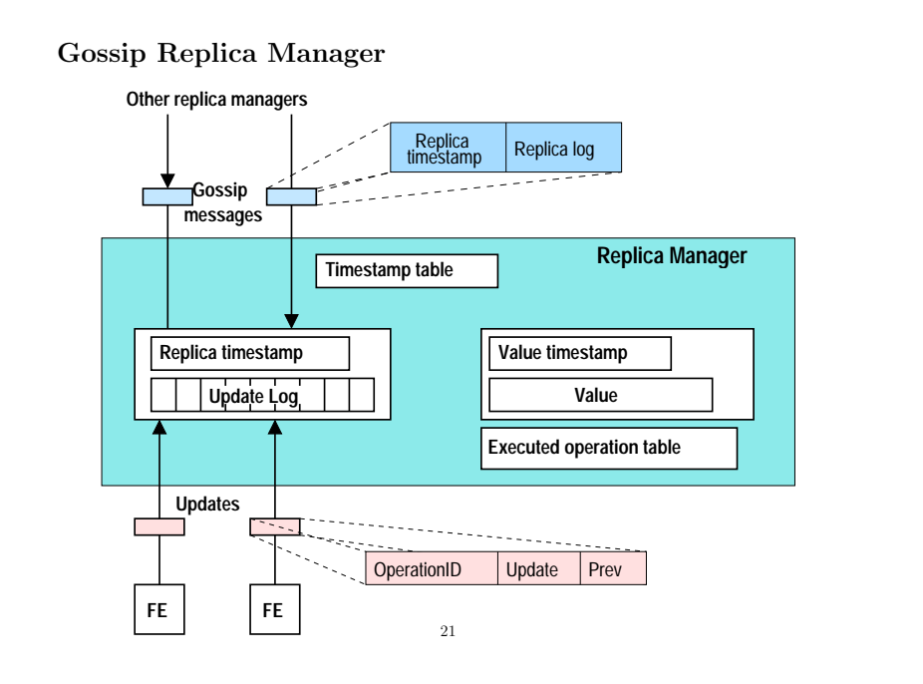 Gossip Replica Manager
Other replica managers
Replica
timestamp
Replica log
Gossip
messages
Replica Manager
Timestamp table
Replica timestamp
Value timestamp
Update Log
Value
Executed operation table
Updates
OperationID
Update
Prev
FE
FE
21